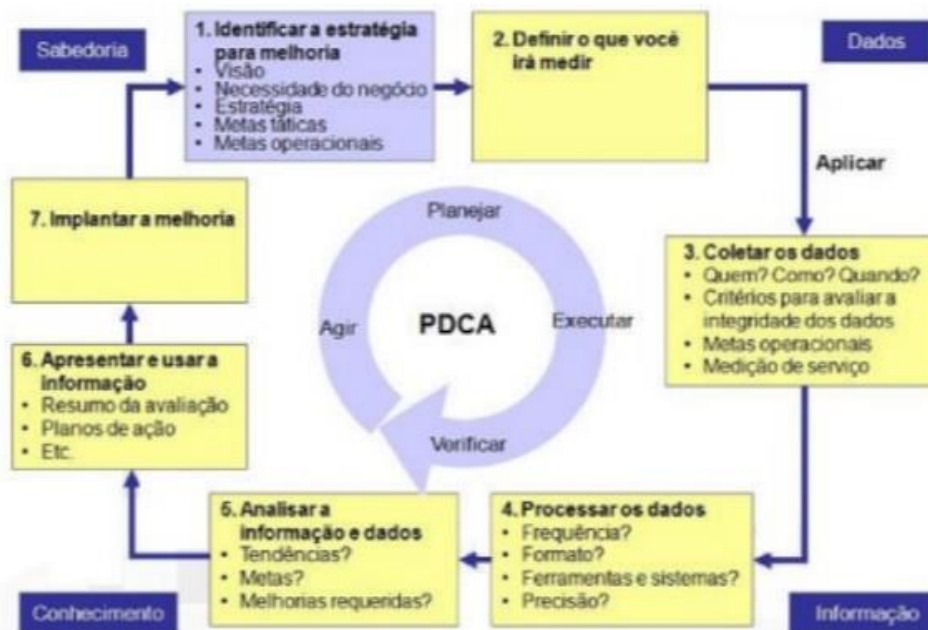 Sabedoria
1. Identificar a estratégia
para melhoria
• Visão
• Necessidade do negócio
• Estratégia
• Metas táticas
• Metas operacionais
2. Definir o que você
irá medir
Dados
Aplicar
3. Coletar os dados
• Quem? Como? Quando?
• Critérios para avaliar a
integridade dos dados
• Metas operacionais
• Medição de serviço
4. Processar os dados
• Frequência?
• Formato?
• Ferramentas e sistemas?
• Precisão?
Informação
5. Analisar a
informação e dados
• Tendências?
• Metas?
• Melhorias requeridas?
Conhecimento
6. Apresentar e usar a
informação
• Resumo da avaliação
• Planos de ação
• Etc.
7. Implantar a melhoria
Planejar
Executar
Verificar
Agir
PDCA